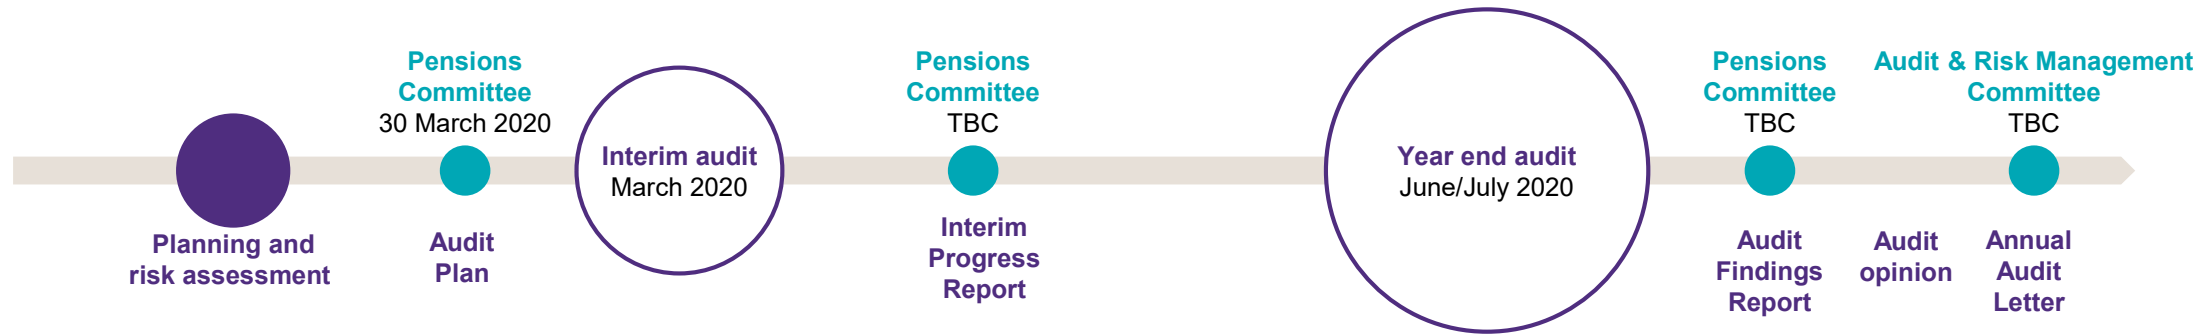 Planning and
risk assessment
Pensions
Committee
30 March 2020
Audit
Plan
Interim audit
March 2020
Pensions
Committee
TBC
Interim
Progress
Report
Year end audit
June/July 2020
Pensions
Committee
TBC
Audit
Findings
Report
Audit
opinion
Audit & Risk Management
Committee
TBC
Annual
Audit
Letter